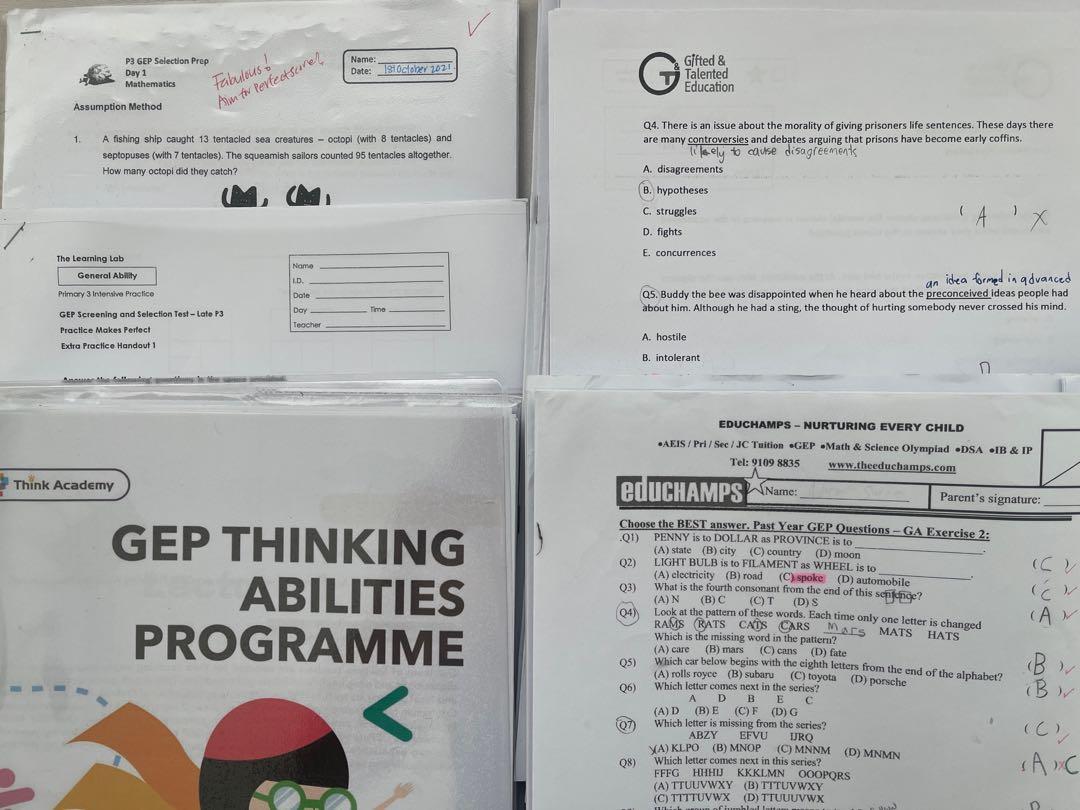 P3 GEP Selection Prep
Day 1
Mathematics
Fabulous!
Aim for perfect score!
Name:
Date: 1st October 2021
Assumption Method
1. A fishing ship caught 13 tentacled sea creatures – octopi (with 8 tentacles) and
septopuses (with 7 tentacles). The squeamish sailors counted 95 tentacles altogether.
How many octopi did they catch?
The Learning Lab
General Ability
Primary 3 Intensive Practice
GEP Screening and Selection Test – Late P3
Practice Makes Perfect
Extra Practice Handout 1
Name
I.D.
Date
Day Time
Teacher
Think Academy
GEP THINKING
ABILITIES
PROGRAMME
G&T
Gifted &
Talented
Education
Q4. There is an issue about the morality of giving prisoners life sentences. These days there
are many controversies and debates arguing that prisons have become early coffins.
likely to cause disagreements
A. disagreements
B. hypotheses
C. struggles
D. fights
E. concurrences
( A ) X
an idea formed in advanced
Q5. Buddy the bee was disappointed when he heard about the preconceived ideas people had
about him. Although he had a sting, the thought of hurting somebody never crossed his mind.
A. hostile
B. intolerant
EDUCHAMPS – NURTURING EVERY CHILD
•AEIS / Pri / Sec / JC Tuition •GEP •Math & Science Olympiad •DSA •IB & IP
Tel: 9109 8835 www.theeduchamps.com
eduCHAMPS
Name:
Parent's signature:
Choose the BEST answer. Past Year GEP Questions – GA Exercise 2:
Q1) PENNY is to DOLLAR as PROVINCE is to
(A) state (B) city (C) country (D) moon
(C)
Q2) LIGHT BULB is to FILAMENT as WHEEL is to
(A) electricity (B) road (C) spoke (D) automobile
(C)
Q3) What is the fourth consonant from the end of this sentence?
(A) N (B) C (C) T (D) S
(A)
Q4) Look at the pattern of these words. Each time only one letter is changed
RAMS RATS CATS CARS Mars MATS HATS
Which is the missing word in the pattern?
(A) care (B) mars (C) cans (D) fate
(B)
Q5) Which car below begins with the eighth letters from the end of the alphabet?
(A) rolls royce (B) subaru (C) toyota (D) porsche
(B)
Q6) Which letter comes next in the series?
A D B E C
(A) D (B) E (C) F (D) G
Q7) Which letter is missing from the series?
ABZY EFVU IJRQ
(A) KLPO (B) MNOP (C) MNNM (D) MNMN
(C)
Q8) Which letter comes next in this series?
FFFG HHHIJ KKKLMN OOOPQRS
(A) TTUUVWXY (B) TTTUVWXY
(C) TTTTUVWX (D) TTUUUVWX
(A) X C